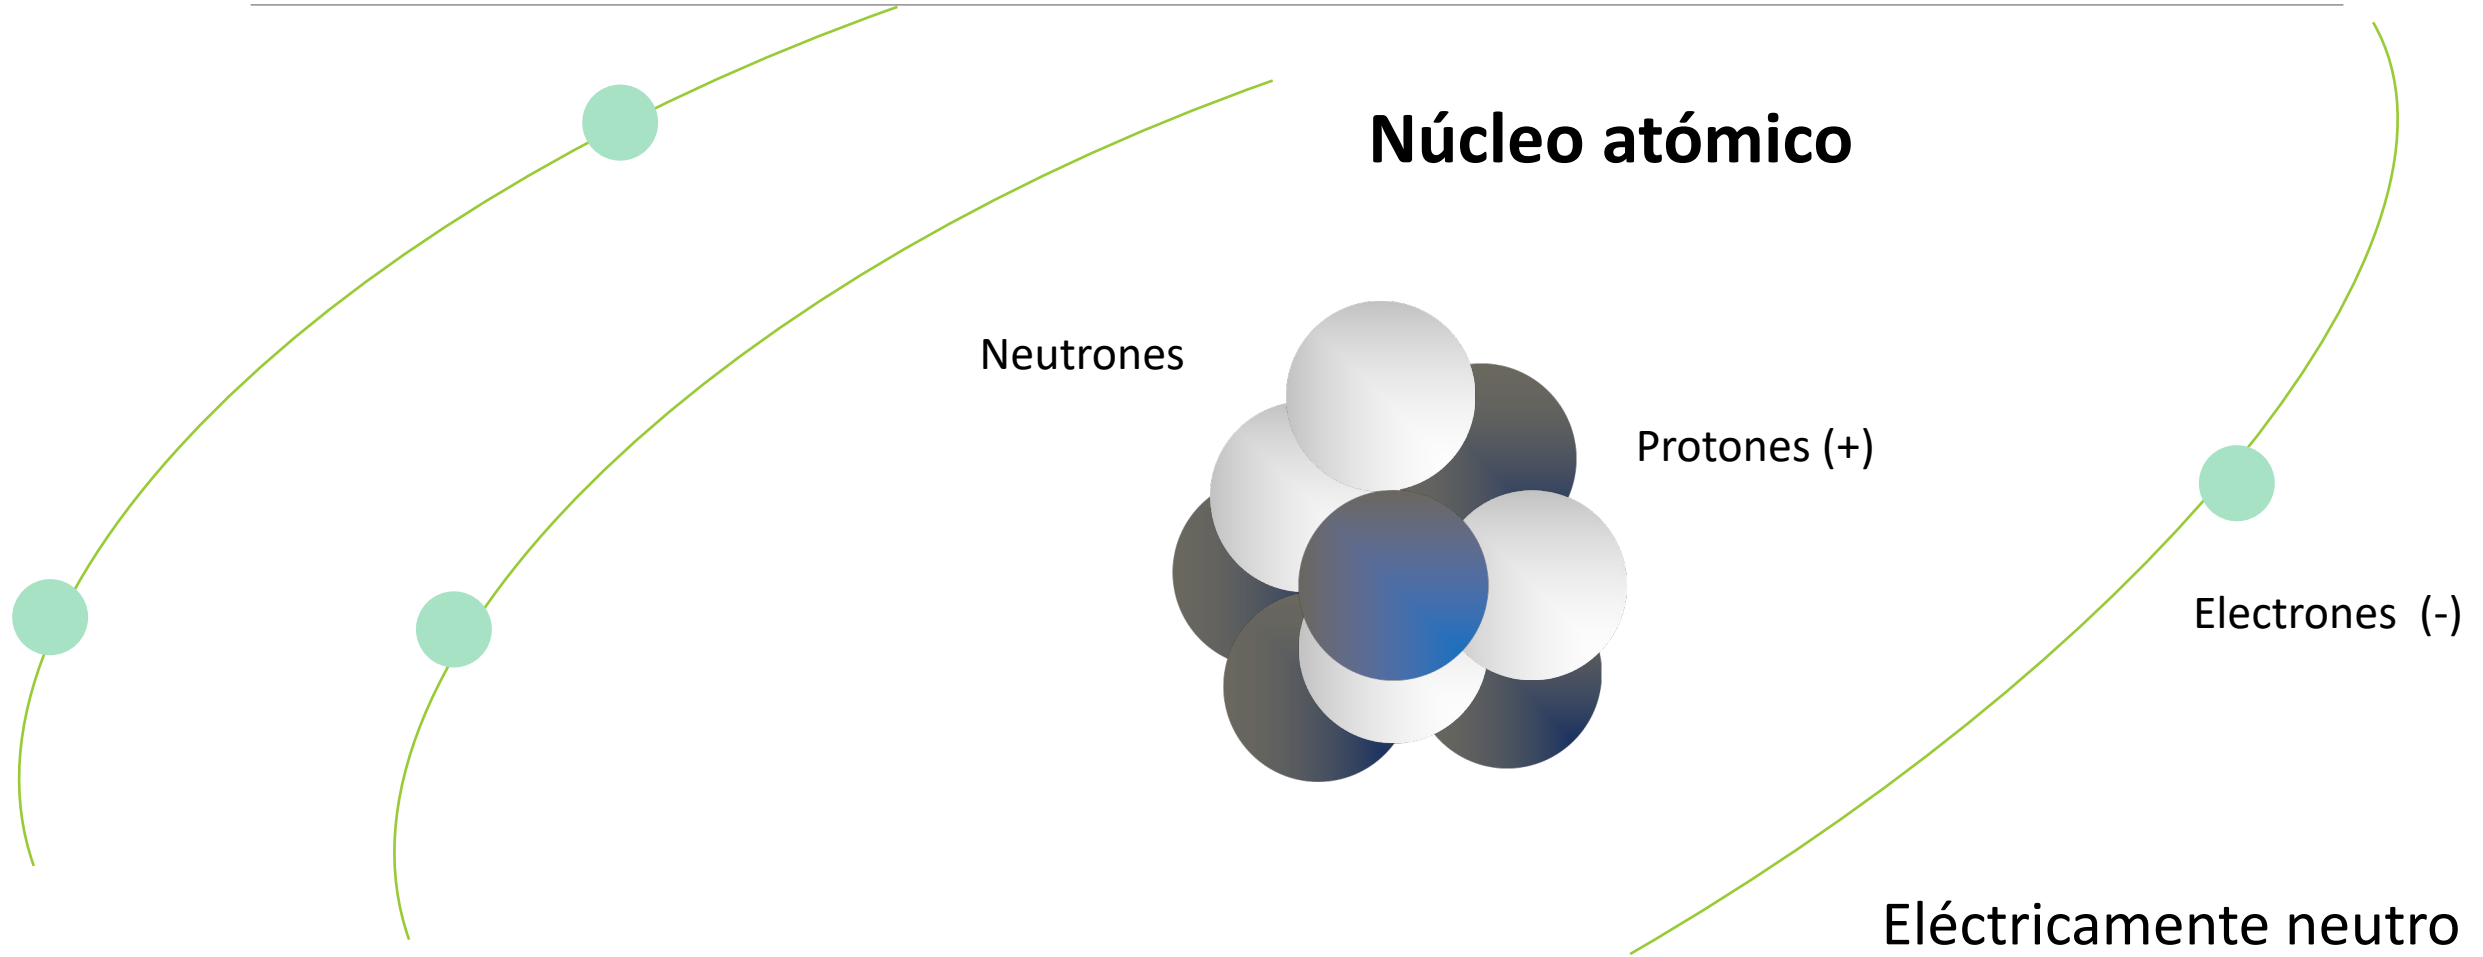 Núcleo atómico
Neutrones
Protones (+)
Electrones (-)
Eléctricamente neutro